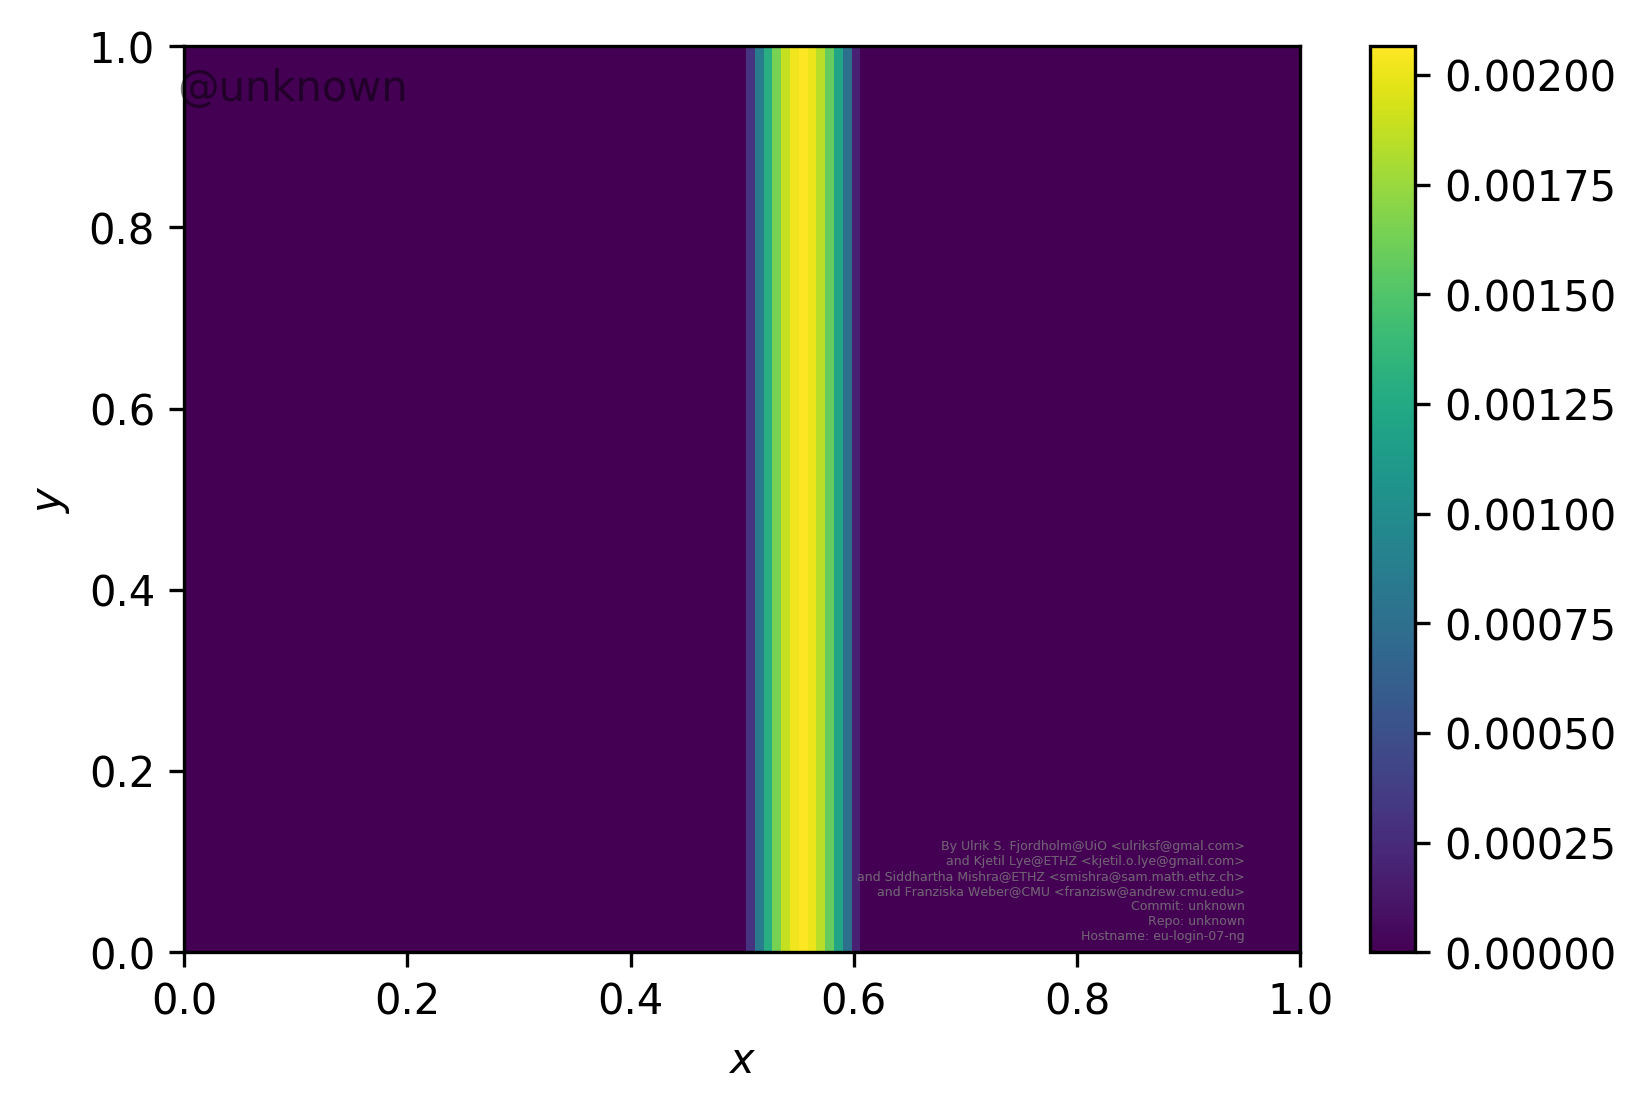 1.0
@unknown
0.8
0.6
0.4
0.2
0.0
y
By Ulrik S. Fjordholm@UiO <ulriksf@gmal.com>
and Kjetil Lye@ETHZ <kjetil.o.lye@gmail.com>
and Siddhartha Mishra@ETHZ <smishra@sam.math.ethz.ch>
and Franziska Weber@CMU <franzisw@andrew.cmu.edu>
Commit: unknown
Repo: unknown
Hostname: eu-login-07-ng
0.0 0.2 0.4 0.6 0.8 1.0
x
0.00200
0.00175
0.00150
0.00125
0.00100
0.00075
0.00050
0.00025
0.00000